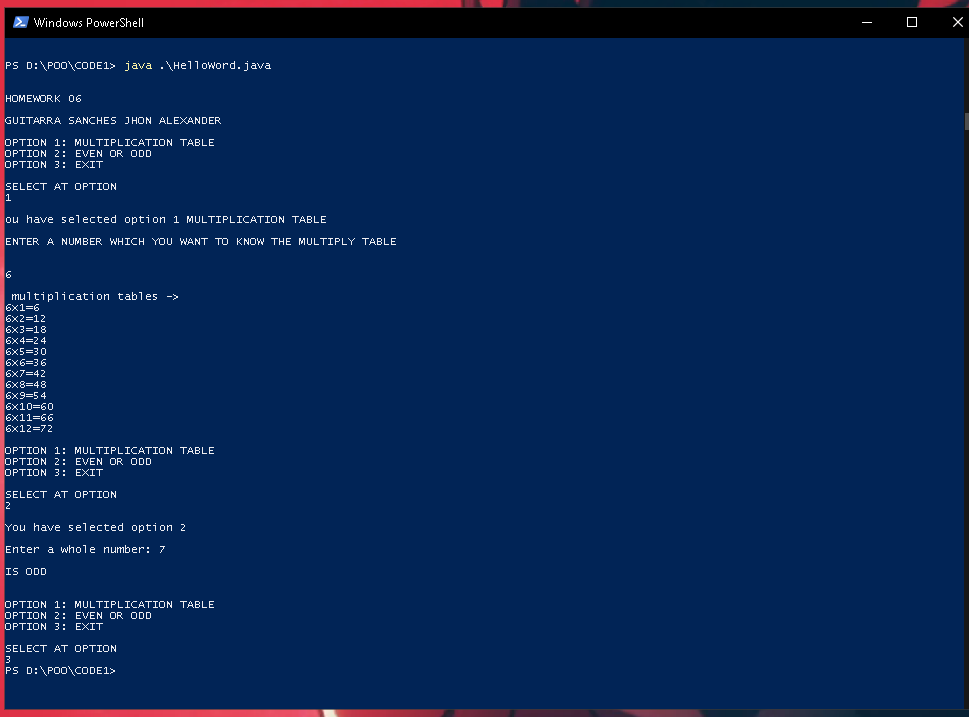 Windows PowerShell
PS D:\POO\CODE1> java .\HelloWord.java
HOMEWORK 06
GUITARRA SANCHES JHON ALEXANDER
OPTION 1: MULTIPLICATION TABLE
OPTION 2: EVEN OR ODD
OPTION 3: EXIT
SELECT AT OPTION
1
ou have selected option 1 MULTIPLICATION TABLE
ENTER A NUMBER WHICH YOU WANT TO KNOW THE MULTIPLY TABLE
6
multiplication tables ->
6x1=6
6x2=12
6x3=18
6x4=24
6x5=30
6x6=36
6x7=42
6x8=48
6x9=54
6x10=60
6x11=66
6x12=72
OPTION 1: MULTIPLICATION TABLE
OPTION 2: EVEN OR ODD
OPTION 3: EXIT
SELECT AT OPTION
2
You have selected option 2
Enter a whole number: 7
IS ODD
OPTION 1: MULTIPLICATION TABLE
OPTION 2: EVEN OR ODD
OPTION 3: EXIT
SELECT AT OPTION
3
PS D:\POO\CODE1>